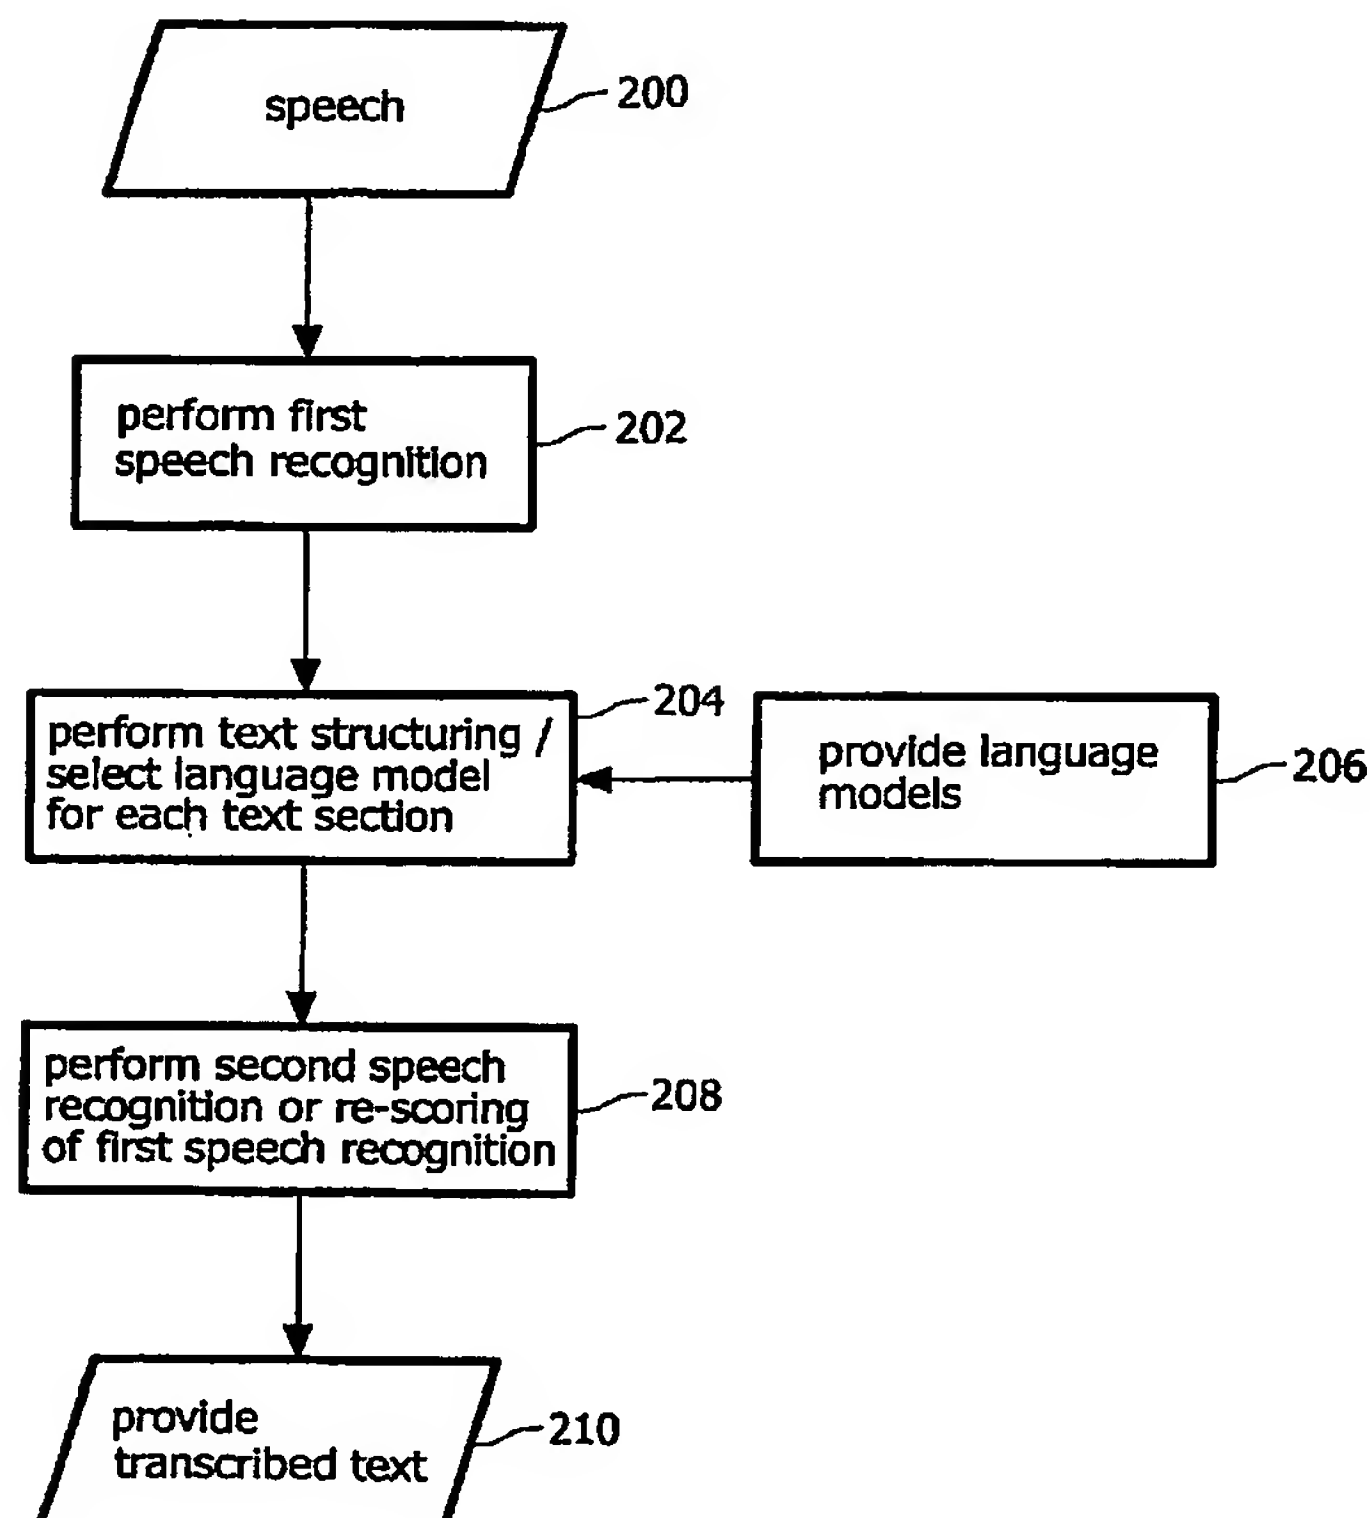 speech
200
perform first
speech recognition
202
perform text structuring /
select language model
for each text section
204
provide language
models
206
perform second speech
recognition or re-scoring
of first speech recognition
208
provide
transcribed text
210